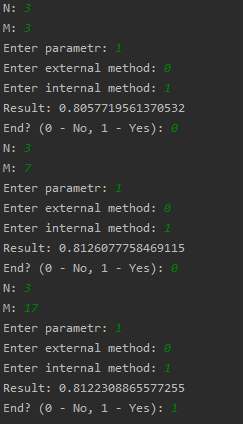 N: 3
M: 3
Enter parametr: 1
Enter external method: 0
Enter internal method: 1
Result: 0.8057719561370532
End? (0 - No, 1 - Yes): 0
N: 3
M: 7
Enter parametr: 1
Enter external method: 0
Enter internal method: 1
Result: 0.8126077758469115
End? (0 - No, 1 - Yes): 0
N: 3
M: 17
Enter parametr: 1
Enter external method: 0
Enter internal method: 1
Result: 0.8122308865577255
End? (0 - No, 1 - Yes): 1